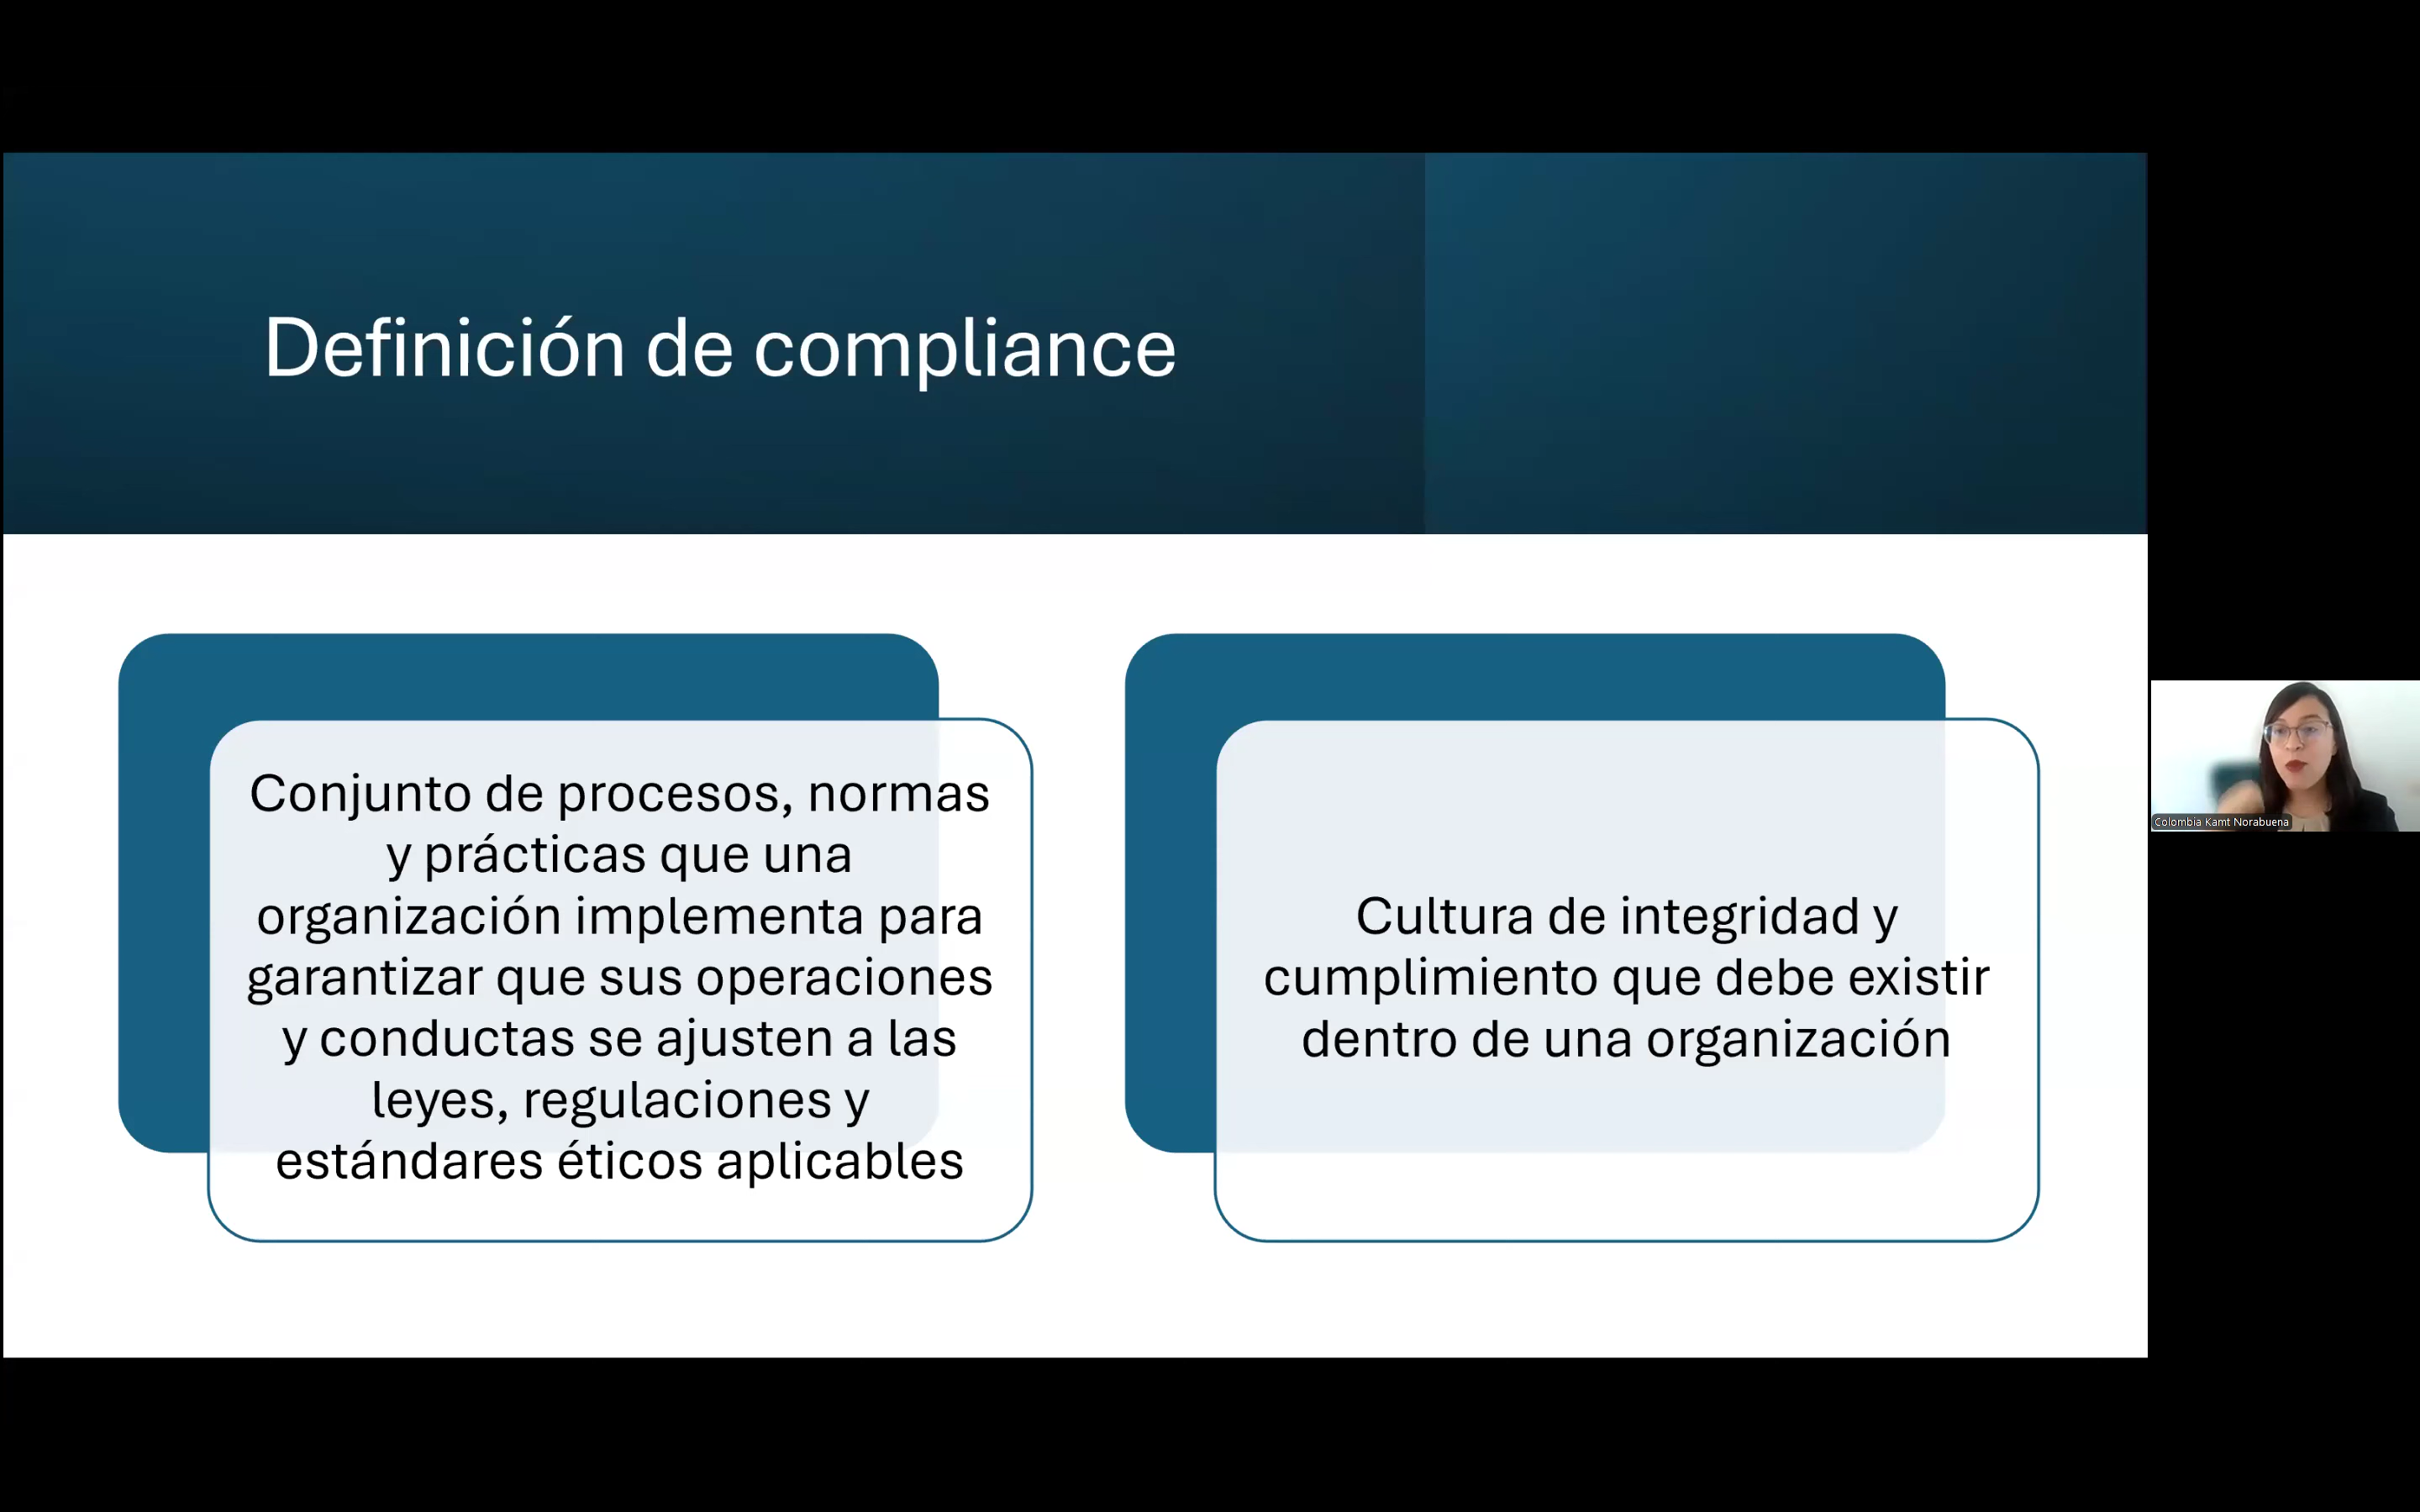 Definición de compliance
Conjunto de procesos, normas
y prácticas que una
organización implementa para
garantizar que sus operaciones
y conductas se ajusten a las
leyes, regulaciones y
estándares éticos aplicables
Cultura de integridad y
cumplimiento que debe existir
dentro de una organización
Colombia Kamt Norabuena